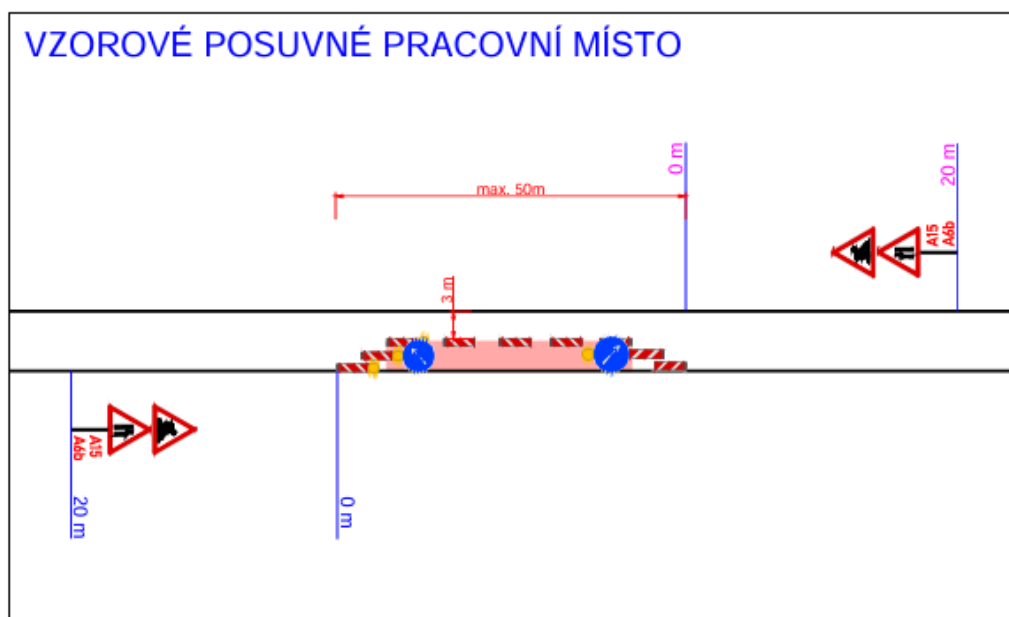 VZOROVÉ POSUVNÉ PRACOVNÍ MÍSTO
0 m
20 m
max. 50m
A15
A6b
3 m
A15
A6b
20 m
0 m